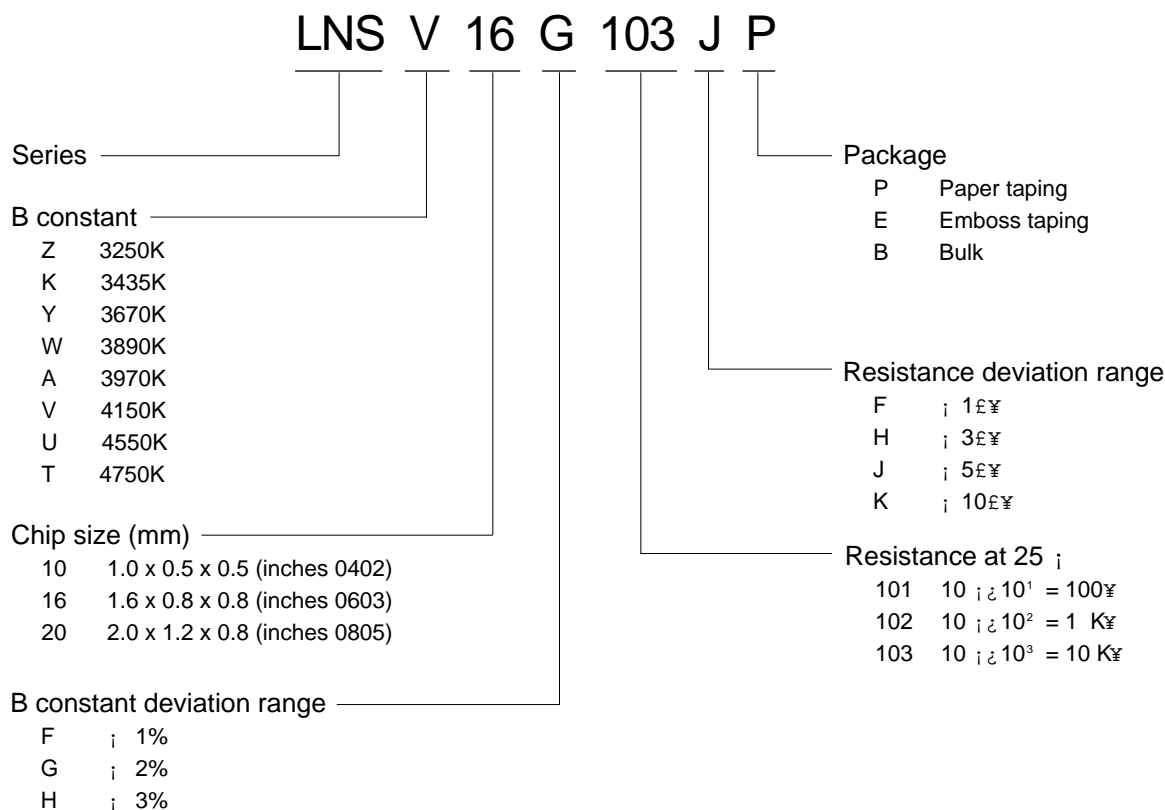 LNS V 16 G 103 J P
Series
B constant
Z 3250K
K 3435K
Y 3670K
W 3890K
A 3970K
V 4150K
U 4550K
T 4750K
Chip size (mm)
10 1.0 x 0.5 x 0.5 (inches 0402)
16 1.6 x 0.8 x 0.8 (inches 0603)
20 2.0 x 1.2 x 0.8 (inches 0805)
B constant deviation range
F ¡ 1%
G ¡ 2%
H ¡ 3%
Package
P Paper taping
E Emboss taping
B Bulk
Resistance deviation range
F ¡ 1£¥
H ¡ 3£¥
J ¡ 5£¥
K ¡ 10£¥
Resistance at 25 ¡
101 10 ¡¿10¹ = 100¥
102 10 ¡¿10² = 1 K¥
103 10 ¡¿10³ = 10 K¥